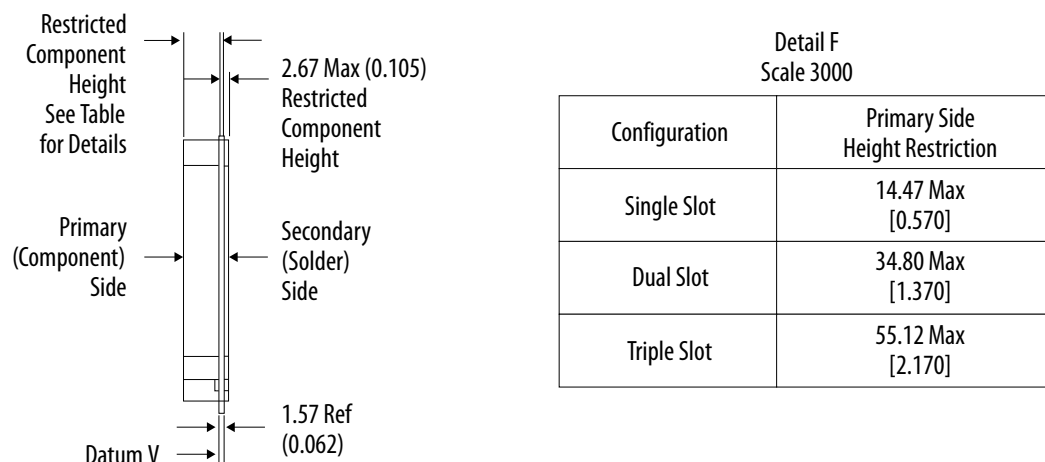 Restricted
Component
Height
See Table
for Details
2.67 Max (0.105)
Restricted
Component
Height
Primary
(Component)
Side
Secondary
(Solder)
Side
1.57 Ref
(0.062)
Datum V
Detail F
Scale 3000
Configuration
Primary Side
Height Restriction
Single Slot
14.47 Max
[0.570]
Dual Slot
34.80 Max
[1.370]
Triple Slot
55.12 Max
[2.170]